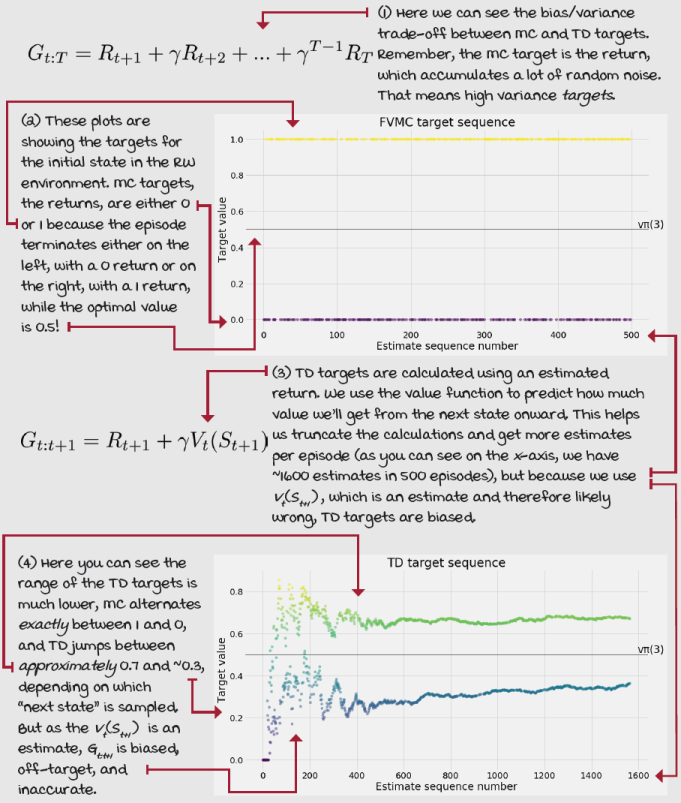 (1) Here we can see the bias/variance
trade-off between MC and TD targets.
Remember, the MC target is the return,
which accumulates a lot of random noise.
That means high variance targets.
G_{t:T} = R_{t+1} + γR_{t+2} + ... + γ^{T-1}R_T
(2) These plots are
showing the targets for
the initial state in the RW
environment. MC targets,
the returns, are either 0
or 1 because the episode
terminates either on the
left, with a 0 return or on
the right, with a 1 return,
while the optimal value
is 0.5!
FVMC target sequence
Target value
1.0
0.8
0.6
0.4
0.2
0.0
vπ(3)
0 100 200 300 400 500
Estimate sequence number
(3) TD targets are calculated using an estimated
return. We use the value function to predict how much
value we'll get from the next state onward. This helps
us truncate the calculations and get more estimates
per episode (as you can see on the x-axis, we have
~1600 estimates in 500 episodes), but because we use
V_t(S_{t+1}), which is an estimate and therefore likely
wrong, TD targets are biased.
G_{t:t+1} = R_{t+1} + γV_t(S_{t+1})
(4) Here you can see the
range of the TD targets is
much lower, MC alternates
exactly between 1 and 0,
and TD jumps between
approximately 0.7 and ~0.3,
depending on which
"next state" is sampled.
But as the V_t(S_{t+1}) is an
estimate, G_{t:t+1} is biased,
off-target, and
inaccurate.
TD target sequence
Target value
0.8
0.6
0.4
0.2
0.0
vπ(3)
0 200 400 600 800 1000 1200 1400 1600
Estimate sequence number